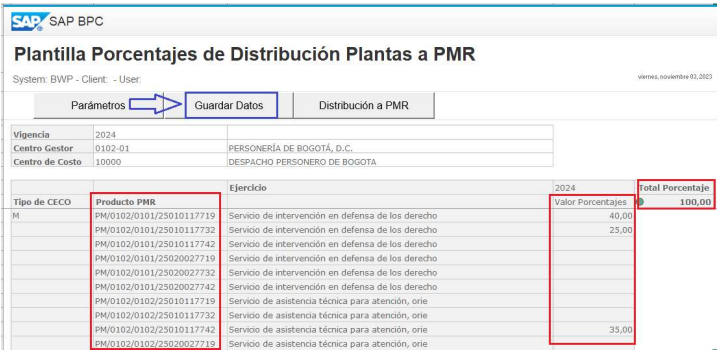 SAP SAP BPC
Plantilla Porcentajes de Distribución Plantas a PMR
System: BWP - Client: - User:
viernes, noviembre 03, 2023
Parámetros Guardar Datos Distribución a PMR
Vigencia 2024
Centro Gestor 0102-01 PERSONERÍA DE BOGOTÁ, D.C.
Centro de Costo 10000 DESPACHO PERSONERO DE BOGOTA
Ejercicio 2024 Total Porcentaje
Tipo de CECO Producto PMR Valor Porcentajes 100,00
M PM/0102/0101/25010117719 Servicio de intervención en defensa de los derecho 40,00
PM/0102/0101/25010117732 Servicio de intervención en defensa de los derecho 25,00
PM/0102/0101/25010117742 Servicio de intervención en defensa de los derecho
PM/0102/0101/25020027719 Servicio de intervención en defensa de los derecho
PM/0102/0101/25020027732 Servicio de intervención en defensa de los derecho
PM/0102/0101/25020027742 Servicio de intervención en defensa de los derecho
PM/0102/0102/25010117719 Servicio de asistencia técnica para atención, orie
PM/0102/0102/25010117732 Servicio de asistencia técnica para atención, orie
PM/0102/0102/25010117742 Servicio de asistencia técnica para atención, orie 35,00
PM/0102/0102/25020027719 Servicio de asistencia técnica para atención, orie